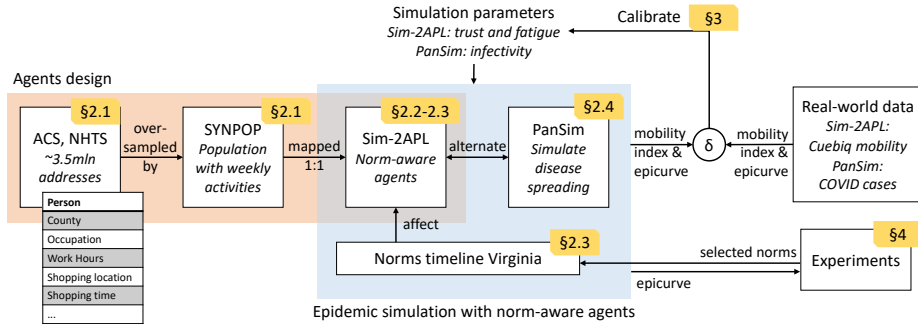 Simulation parameters
Sim-2APL: trust and fatigue
PanSim: infectivity
Calibrate
§3
Agents design
§2.1
ACS, NHTS
~3.5mln
addresses
over-
sampled
by
§2.1
SYNPOP
Population
with weekly
activities
mapped
1:1
§2.2-2.3
Sim-2APL
Norm-aware
agents
alternate
§2.4
PanSim
Simulate
disease
spreading
mobility
index &
epicurve
δ
mobility
index &
epicurve
Real-world data
Sim-2APL:
Cuebiq mobility
PanSim:
COVID cases
Person
County
Occupation
Work Hours
Shopping location
Shopping time
...
affect
§2.3
Norms timeline Virginia
selected norms
epicurve
§4
Experiments
Epidemic simulation with norm-aware agents